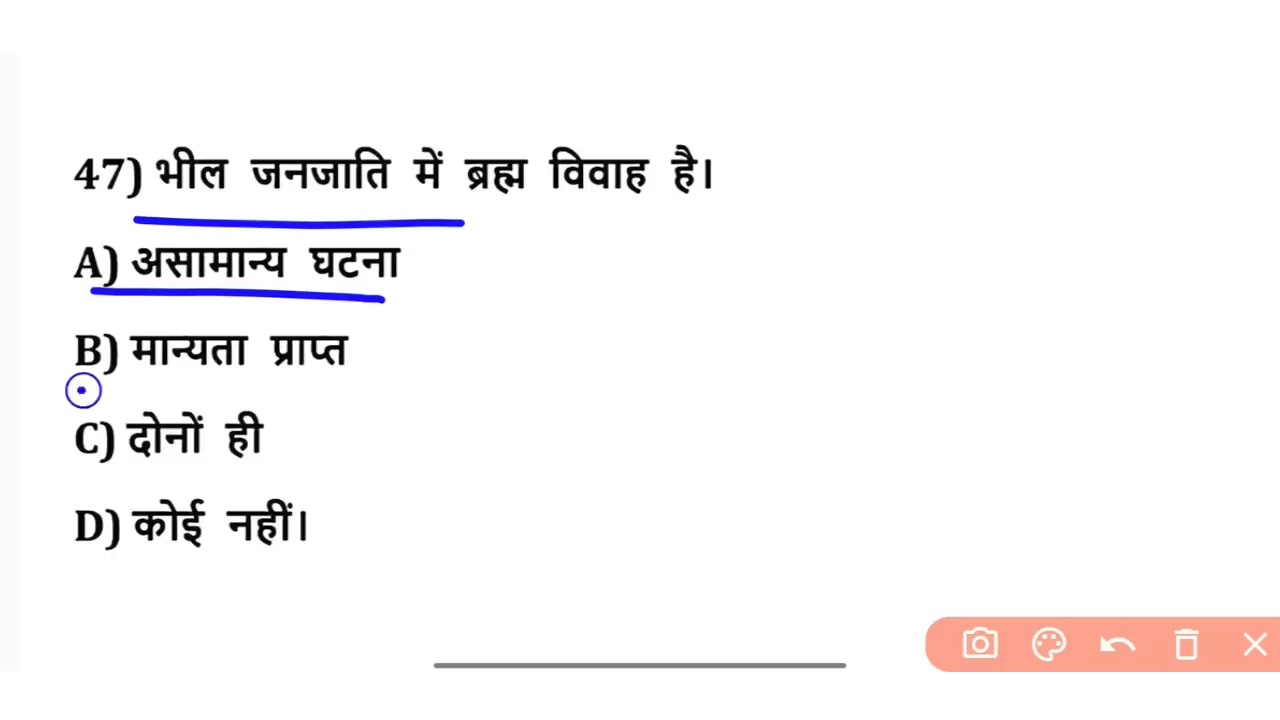 47) भील जनजाति में ब्रह्म विवाह है।
A) असामान्य घटना
B) मान्यता प्राप्त
C) दोनों ही
D) कोई नहीं।